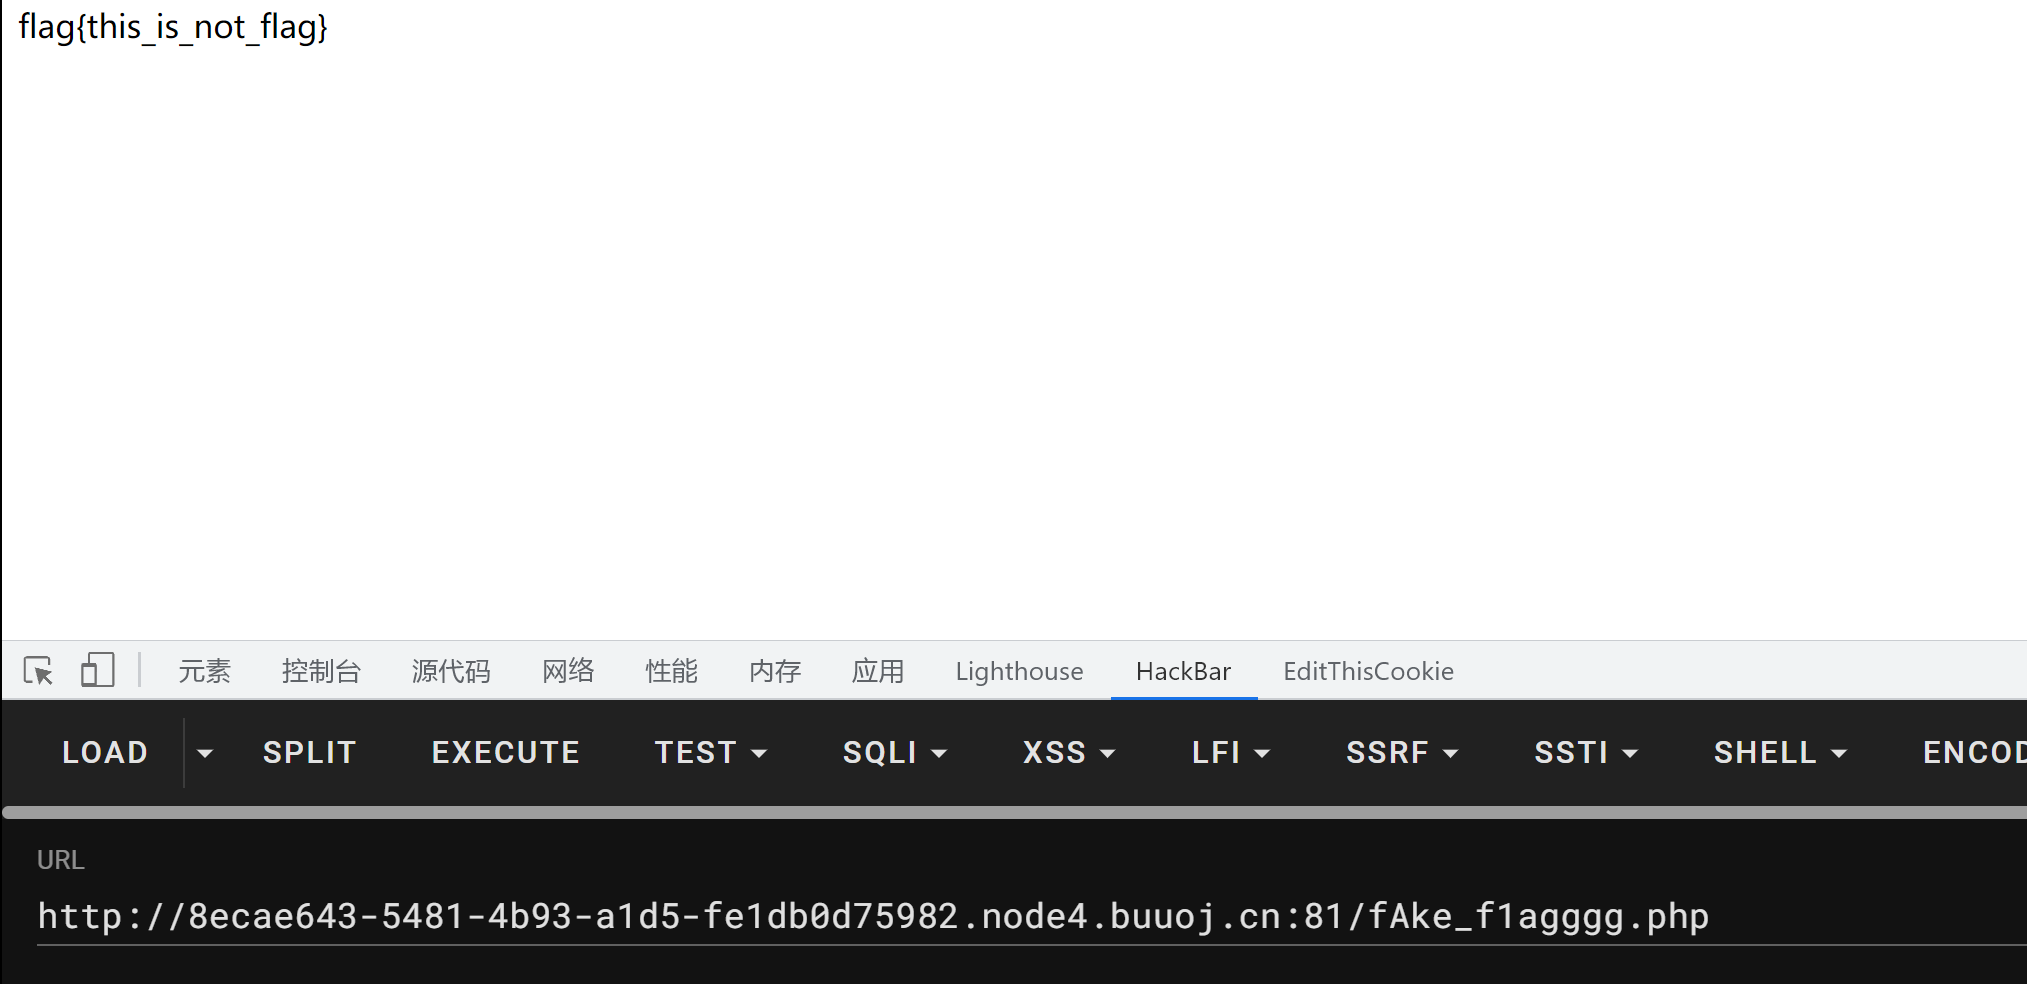 flag{this_is_not_flag}
元素 控制台 源代码 网络 性能 内存 应用 Lighthouse HackBar EditThisCookie
LOAD SPLIT EXECUTE TEST SQLI XSS LFI SSRF SSTI SHELL ENCOD
URL
http://8ecae643-5481-4b93-a1d5-fe1db0d75982.node4.buuoj.cn:81/fAke_f1agggg.php